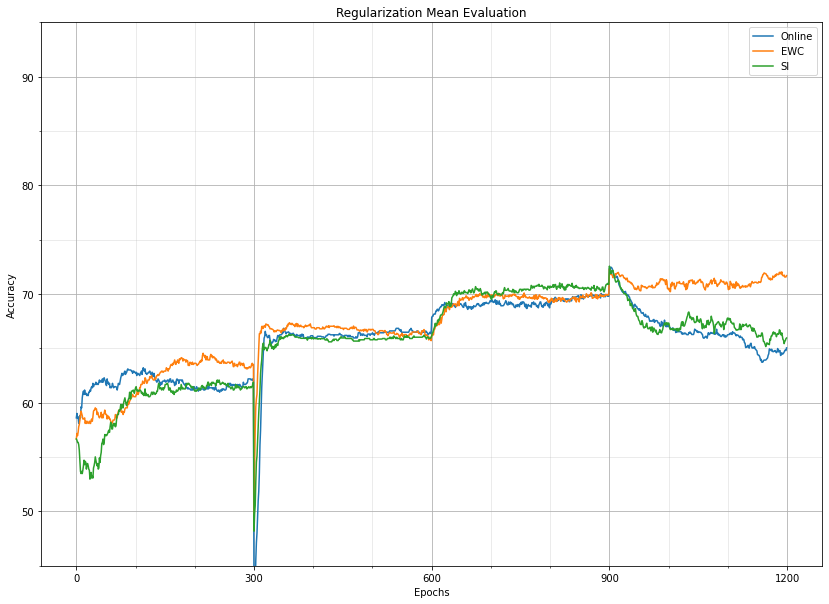 Regularization Mean Evaluation
Online
EWC
SI
90
80
70
60
50
Accuracy
0 300 600 900 1200
Epochs